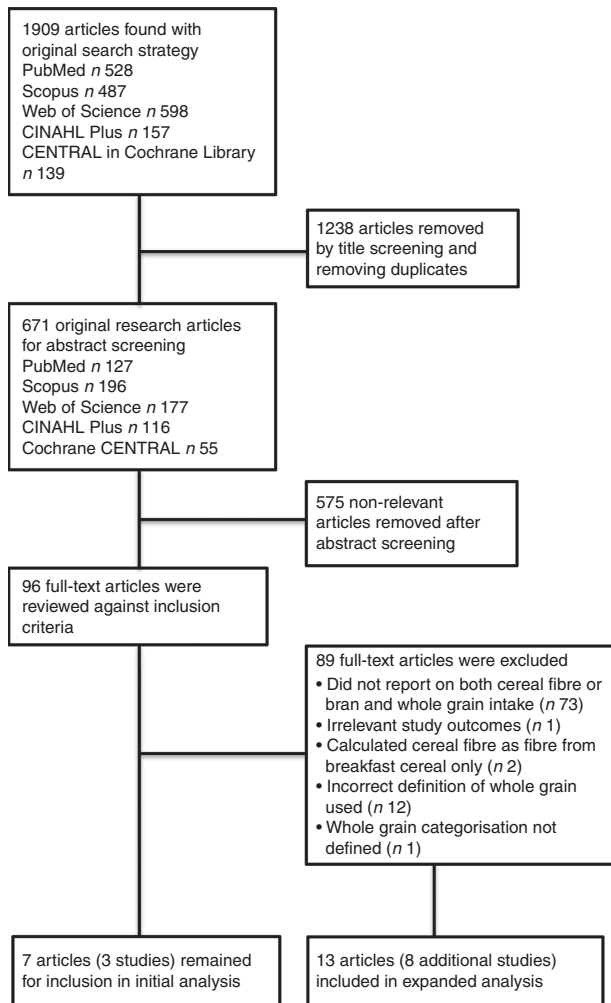 1909 articles found with
original search strategy
PubMed n 528
Scopus n 487
Web of Science n 598
CINAHL Plus n 157
CENTRAL in Cochrane Library
n 139
1238 articles removed
by title screening and
removing duplicates
671 original research articles
for abstract screening
PubMed n 127
Scopus n 196
Web of Science n 177
CINAHL Plus n 116
Cochrane CENTRAL n 55
575 non-relevant
articles removed after
abstract screening
96 full-text articles were
reviewed against inclusion
criteria
89 full-text articles were excluded
• Did not report on both cereal fibre or
bran and whole grain intake (n 73)
• Irrelevant study outcomes (n 1)
• Calculated cereal fibre as fibre from
breakfast cereal only (n 2)
• Incorrect definition of whole grain
used (n 12)
• Whole grain categorisation not
defined (n 1)
7 articles (3 studies) remained
for inclusion in initial analysis
13 articles (8 additional studies)
included in expanded analysis